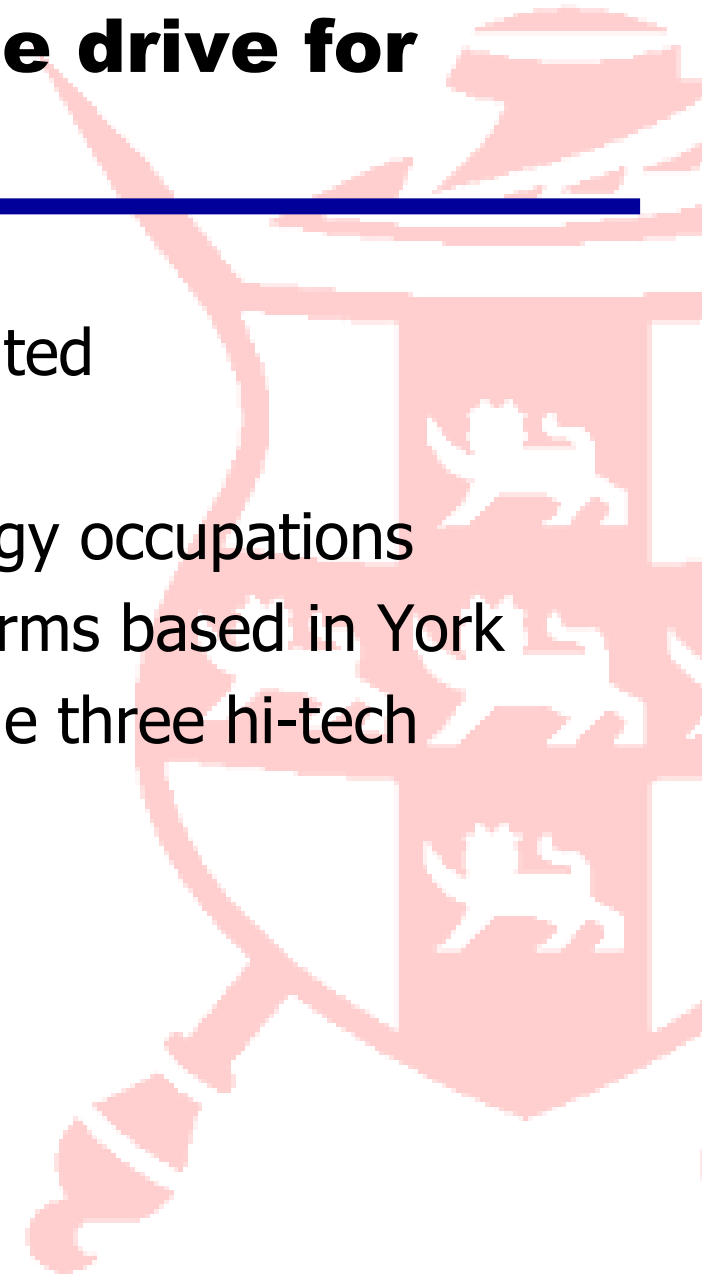 e drive for
ted
gy occupations
rms based in York
e three hi-tech